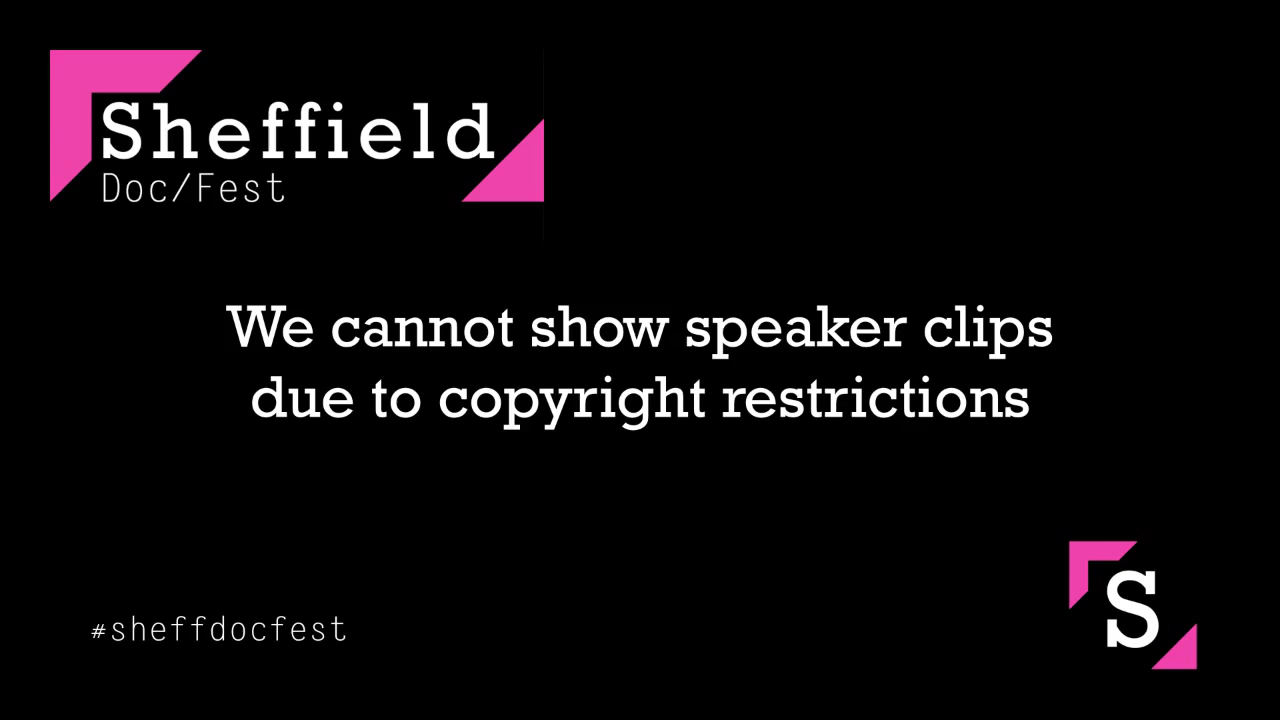 Sheffield
Doc/Fest
We cannot show speaker clips
due to copyright restrictions
#sheffdocfest
S